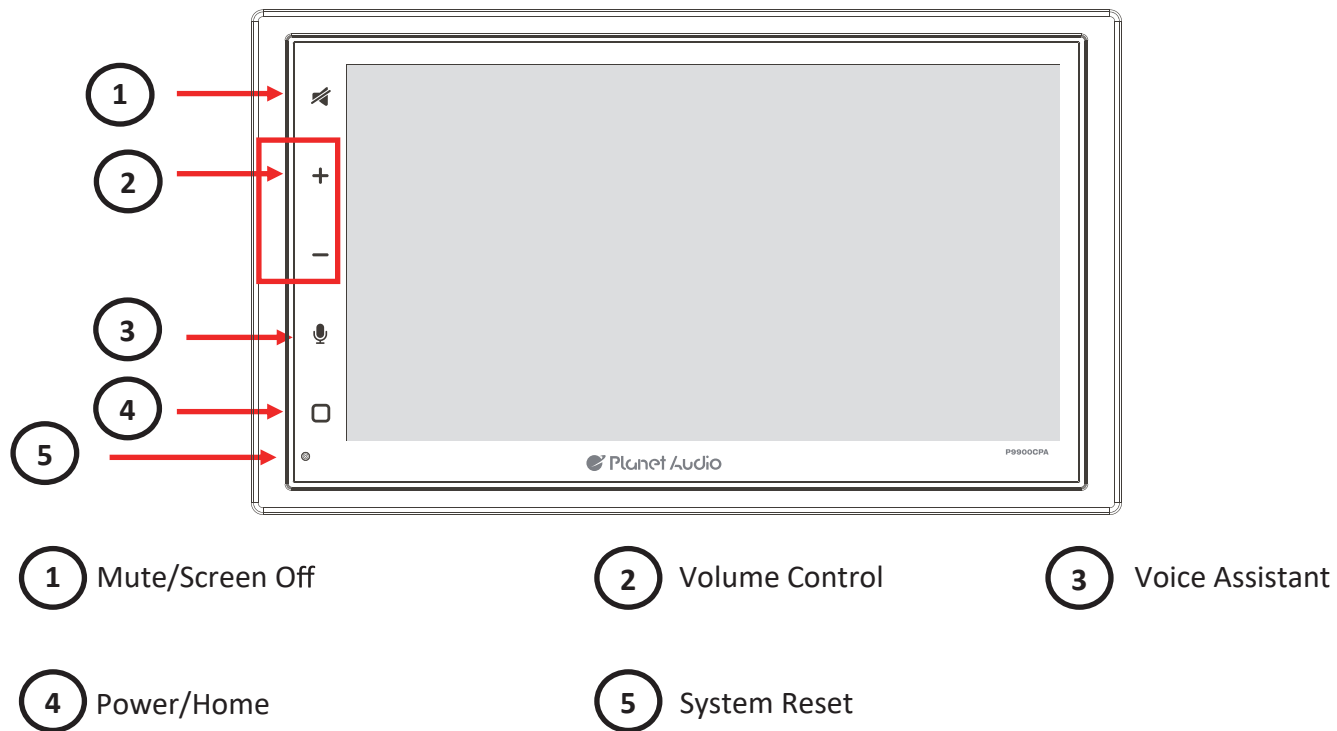 1
2
+
−
3
4
5
Planet Audio
P9900CPA
1 Mute/Screen Off
2 Volume Control
3 Voice Assistant
4 Power/Home
5 System Reset